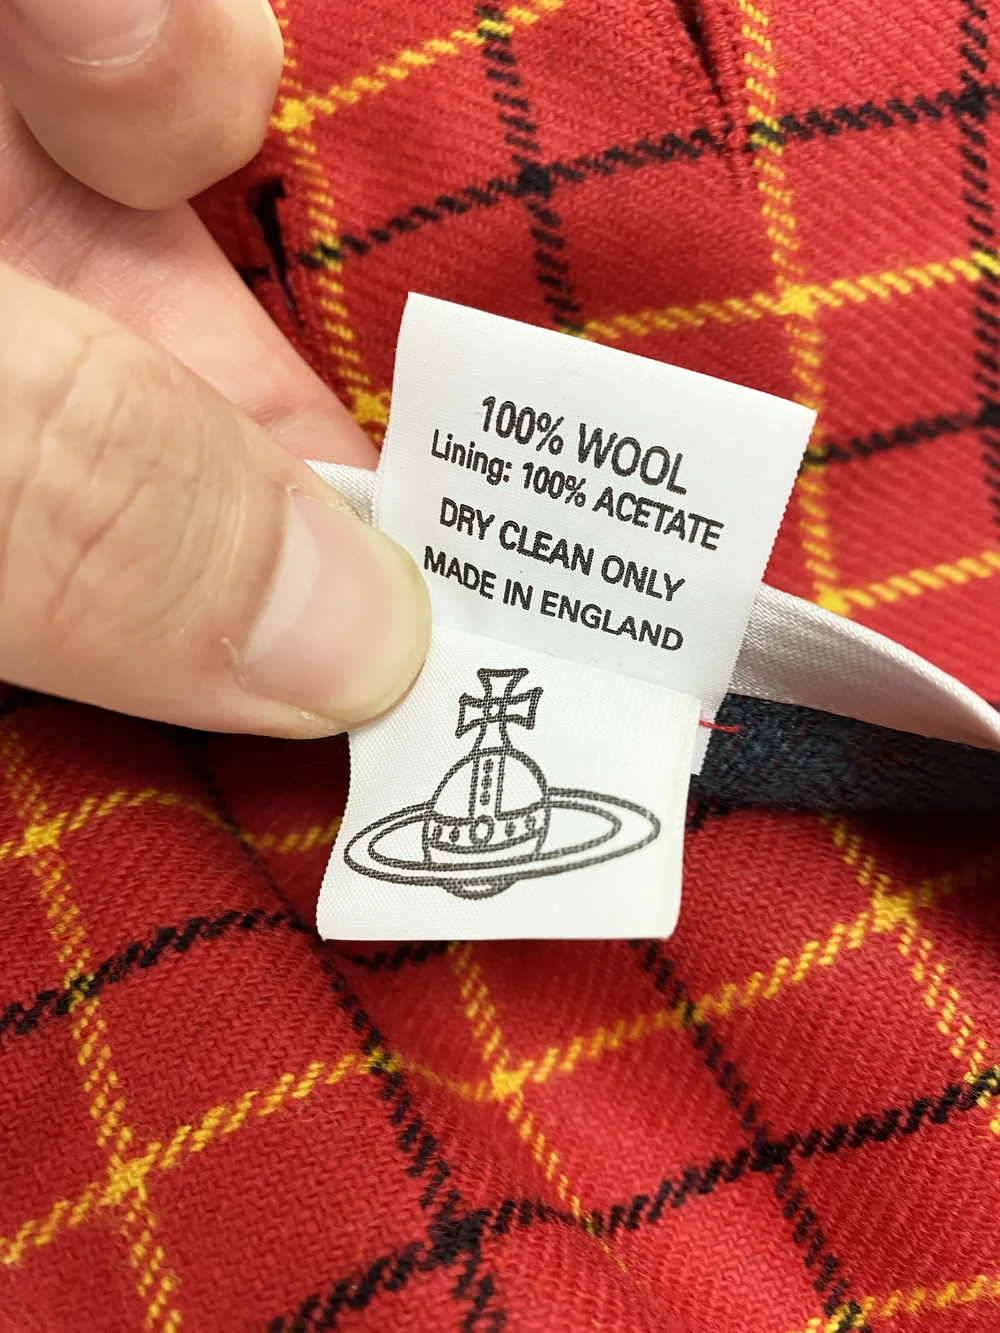 100% WOOL
Lining: 100% ACETATE
DRY CLEAN ONLY
MADE IN ENGLAND